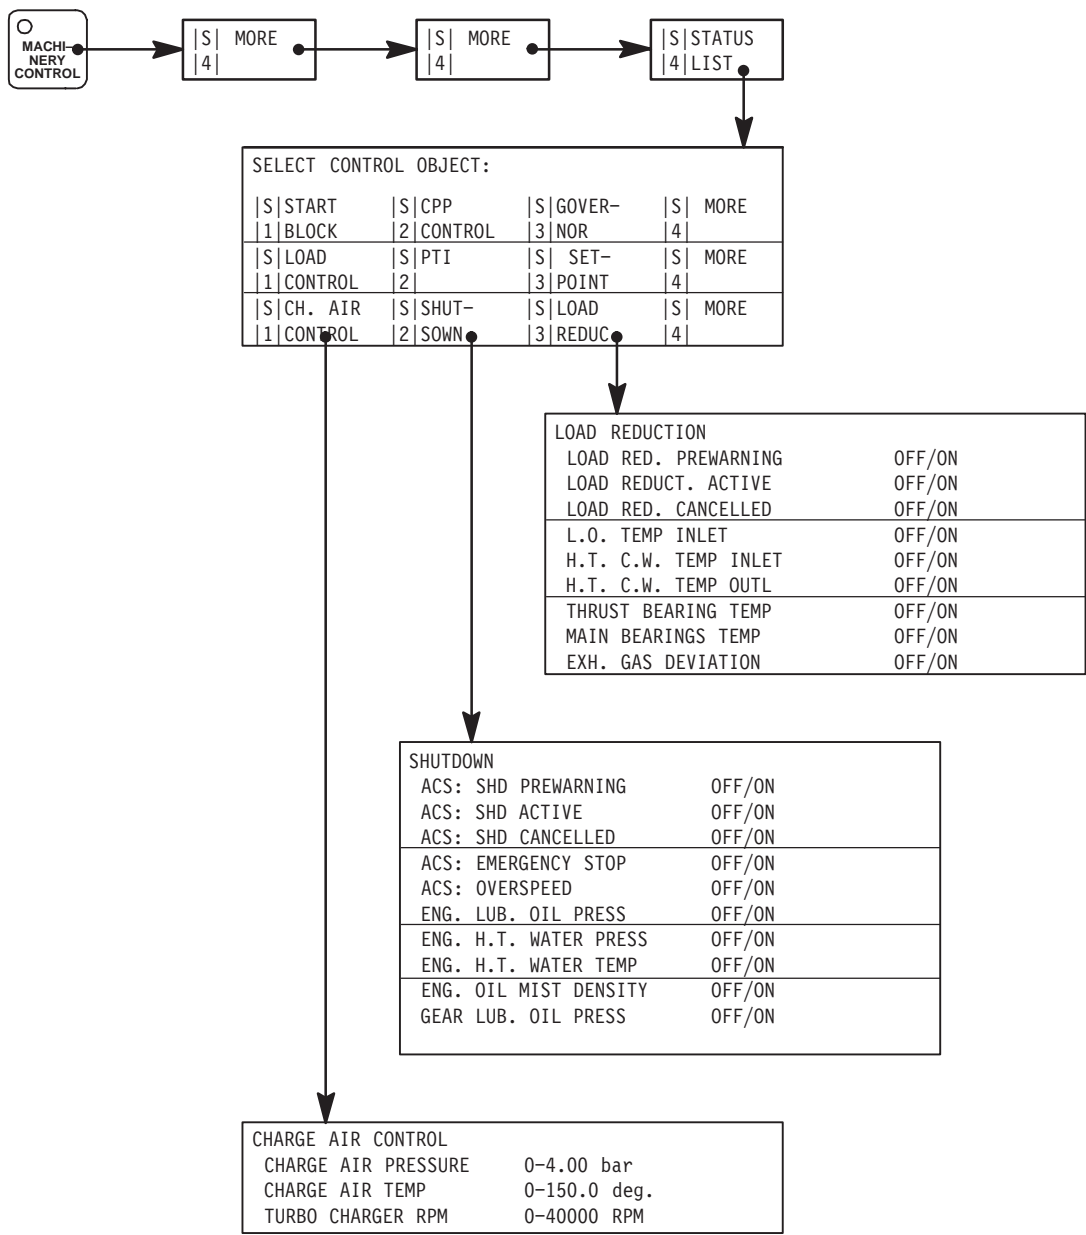 MACHI-
NERY
CONTROL
|S| MORE
|4|
|S| MORE
|4|
|S|STATUS
|4|LIST
SELECT CONTROL OBJECT:
|S|START |S|CPP |S|GOVER- |S| MORE
|1|BLOCK |2|CONTROL |3|NOR |4|
|S|LOAD |S|PTI |S| SET- |S| MORE
|1|CONTROL |2| |3|POINT |4|
|S|CH. AIR |S|SHUT- |S|LOAD |S| MORE
|1|CONTROL |2|SOWN |3|REDUC |4|
LOAD REDUCTION
LOAD RED. PREWARNING OFF/ON
LOAD REDUCT. ACTIVE OFF/ON
LOAD RED. CANCELLED OFF/ON
L.O. TEMP INLET OFF/ON
H.T. C.W. TEMP INLET OFF/ON
H.T. C.W. TEMP OUTL OFF/ON
THRUST BEARING TEMP OFF/ON
MAIN BEARINGS TEMP OFF/ON
EXH. GAS DEVIATION OFF/ON
SHUTDOWN
ACS: SHD PREWARNING OFF/ON
ACS: SHD ACTIVE OFF/ON
ACS: SHD CANCELLED OFF/ON
ACS: EMERGENCY STOP OFF/ON
ACS: OVERSPEED OFF/ON
ENG. LUB. OIL PRESS OFF/ON
ENG. H.T. WATER PRESS OFF/ON
ENG. H.T. WATER TEMP OFF/ON
ENG. OIL MIST DENSITY OFF/ON
GEAR LUB. OIL PRESS OFF/ON
CHARGE AIR CONTROL
CHARGE AIR PRESSURE 0-4.00 bar
CHARGE AIR TEMP 0-150.0 deg.
TURBO CHARGER RPM 0-40000 RPM